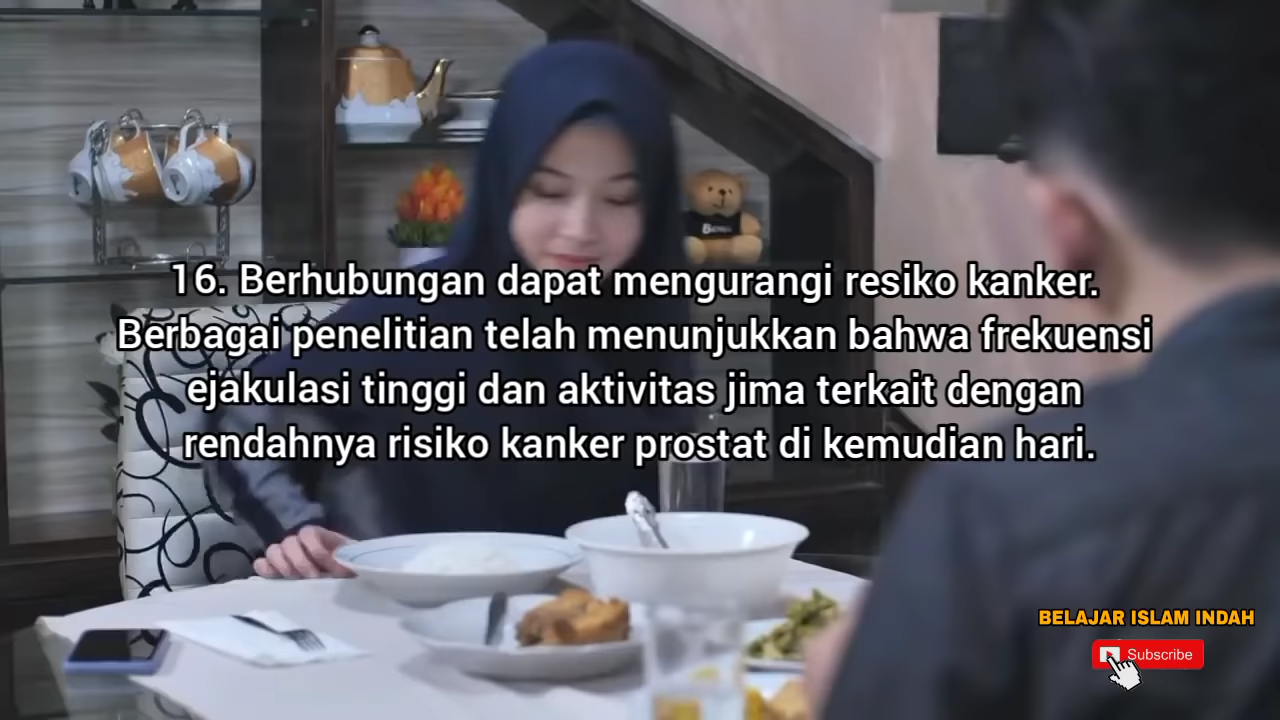 16. Berhubungan dapat mengurangi resiko kanker.
Berbagai penelitian telah menunjukkan bahwa frekuensi
ejakulasi tinggi dan aktivitas jima terkait dengan
rendahnya risiko kanker prostat di kemudian hari.
BELAJAR ISLAM INDAH
Subscribe